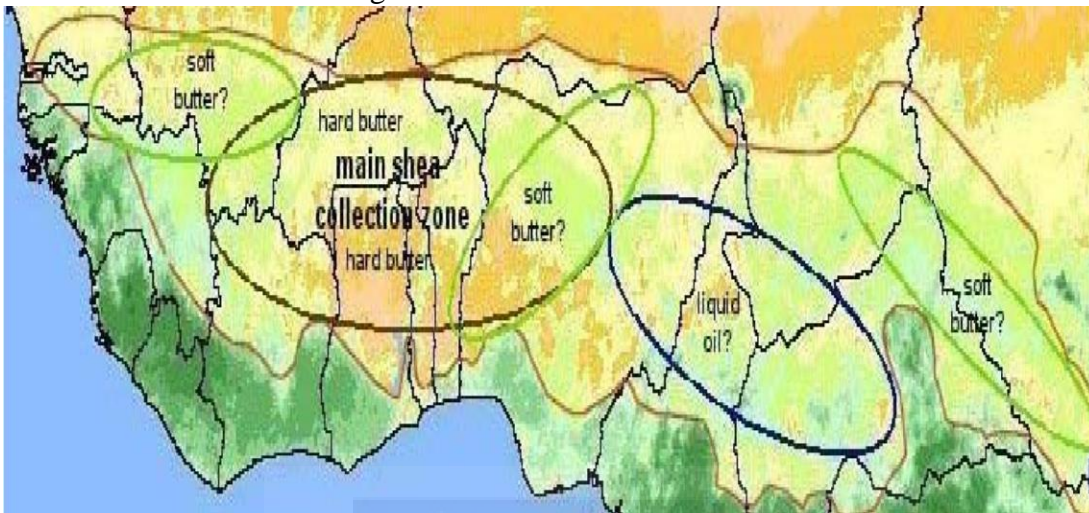 soft
butter?
hard butter
main shea
collection zone
hard butter
soft
butter?
liquid
oil?
soft
butter?